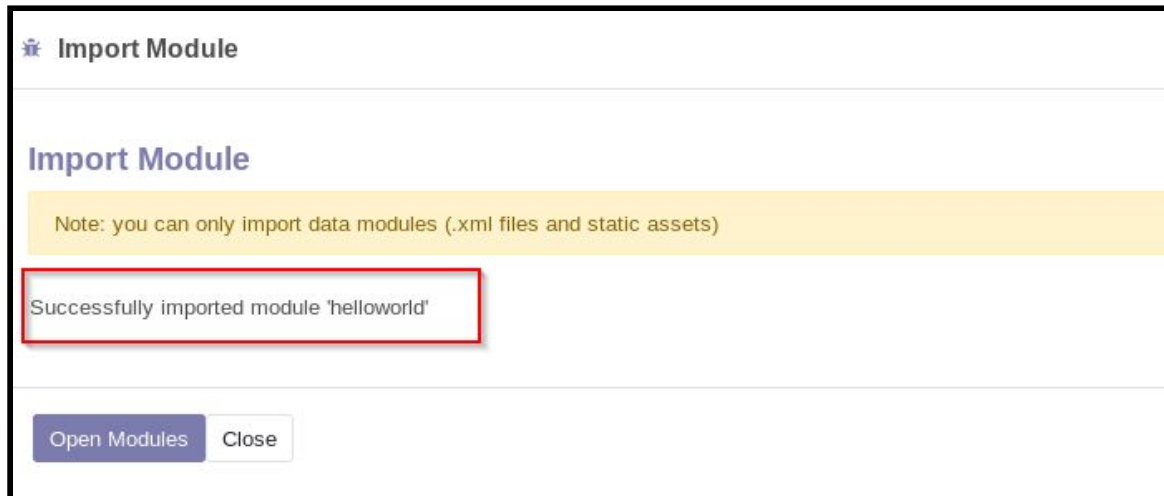 Import Module
Import Module
Note: you can only import data modules (.xml files and static assets)
Successfully imported module 'helloworld'
Open Modules Close